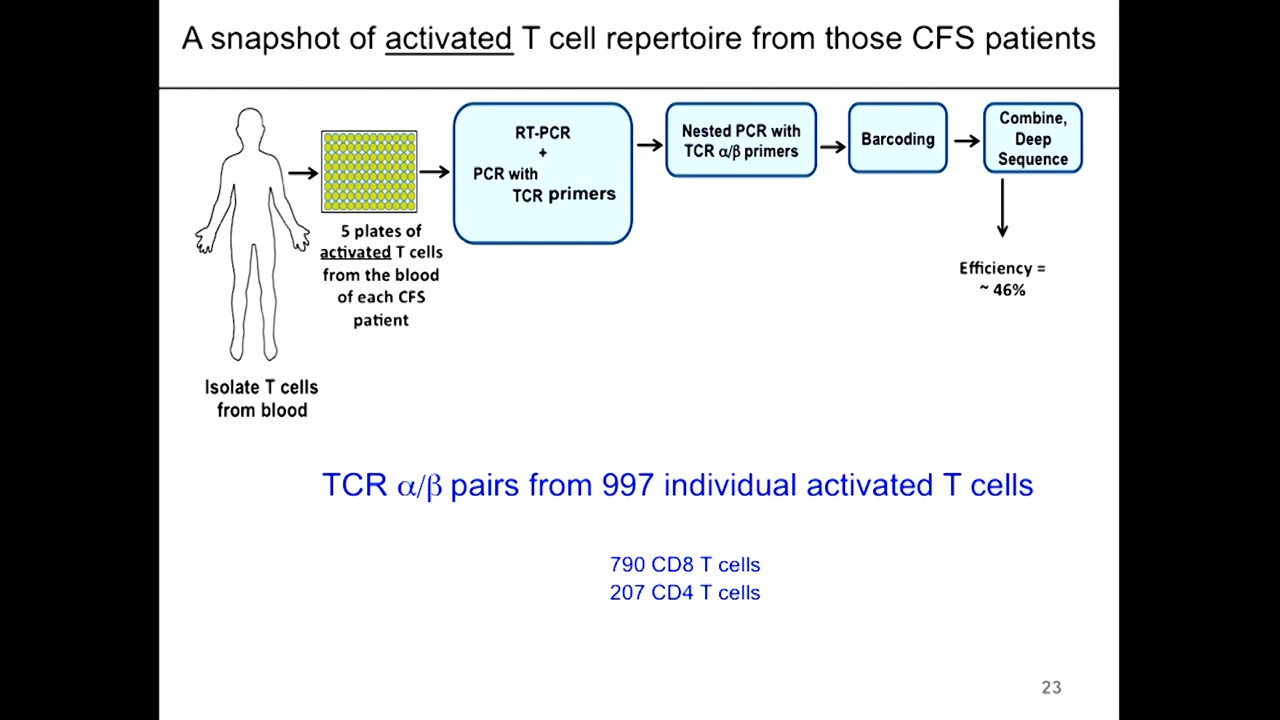 A snapshot of activated T cell repertoire from those CFS patients
RT-PCR
+
PCR with
TCR primers
Nested PCR with
TCR α/β primers
Barcoding
Combine,
Deep
Sequence
5 plates of
activated T cells
from the blood
of each CFS
patient
Efficiency =
~ 46%
Isolate T cells
from blood
TCR α/β pairs from 997 individual activated T cells
790 CD8 T cells
207 CD4 T cells
23